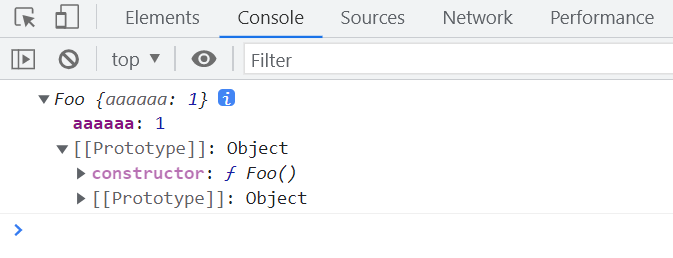 Elements Console Sources Network Performance
top ▼ Filter
▼Foo {aaaaaa: 1} i
aaaaaa: 1
▼[[Prototype]]: Object
▶constructor: ƒ Foo()
▶[[Prototype]]: Object